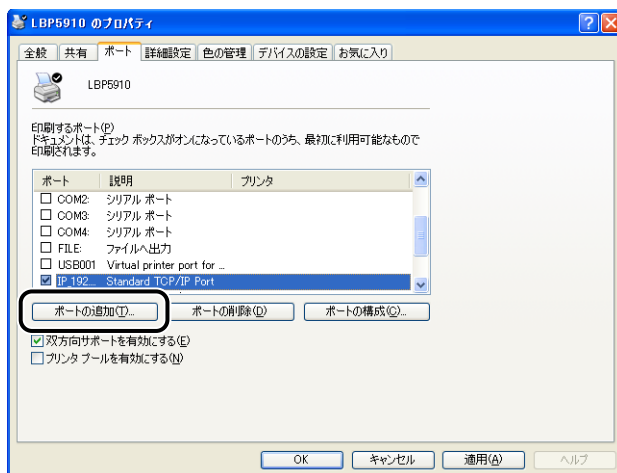 LBP5910 のプロパティ
全般 共有 ポート 詳細設定 色の管理 デバイスの設定 お気に入り
LBP5910
印刷するポート(P)
ドキュメントは、チェック ボックスがオンになっているポートのうち、最初に利用可能なもので
印刷されます。
ポート 説明 プリンタ
COM2: シリアル ポート
COM3: シリアル ポート
COM4: シリアル ポート
FILE: ファイルへ出力
USB001 Virtual printer port for ...
IP_192... Standard TCP/IP Port
ポートの追加(T)... ポートの削除(D) ポートの構成(C)...
双方向サポートを有効にする(E)
プリンタ プールを有効にする(N)
OK キャンセル 適用(A) ヘルプ